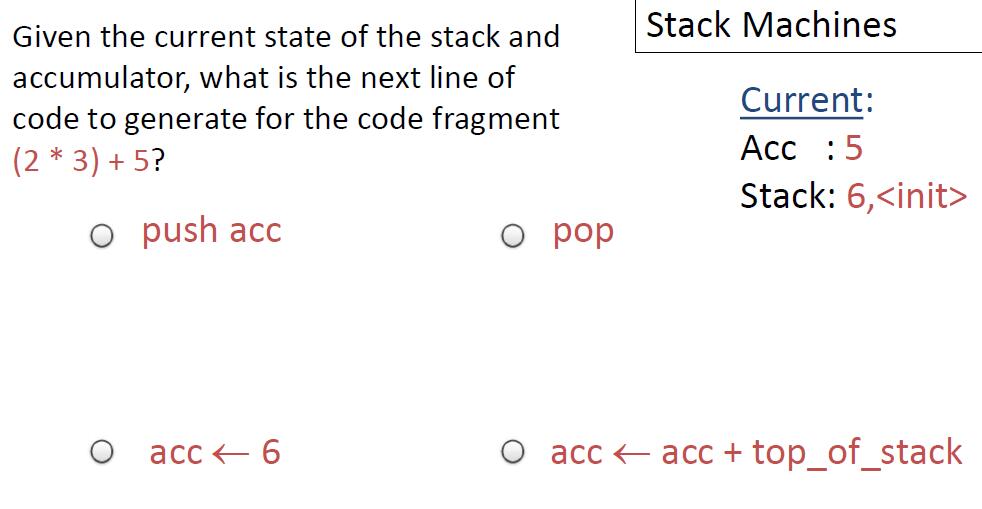 Given the current state of the stack and
accumulator, what is the next line of
code to generate for the code fragment
(2 * 3) + 5?
Stack Machines
Current:
Acc : 5
Stack: 6,<init>
push acc
pop
acc ← 6
acc ← acc + top_of_stack